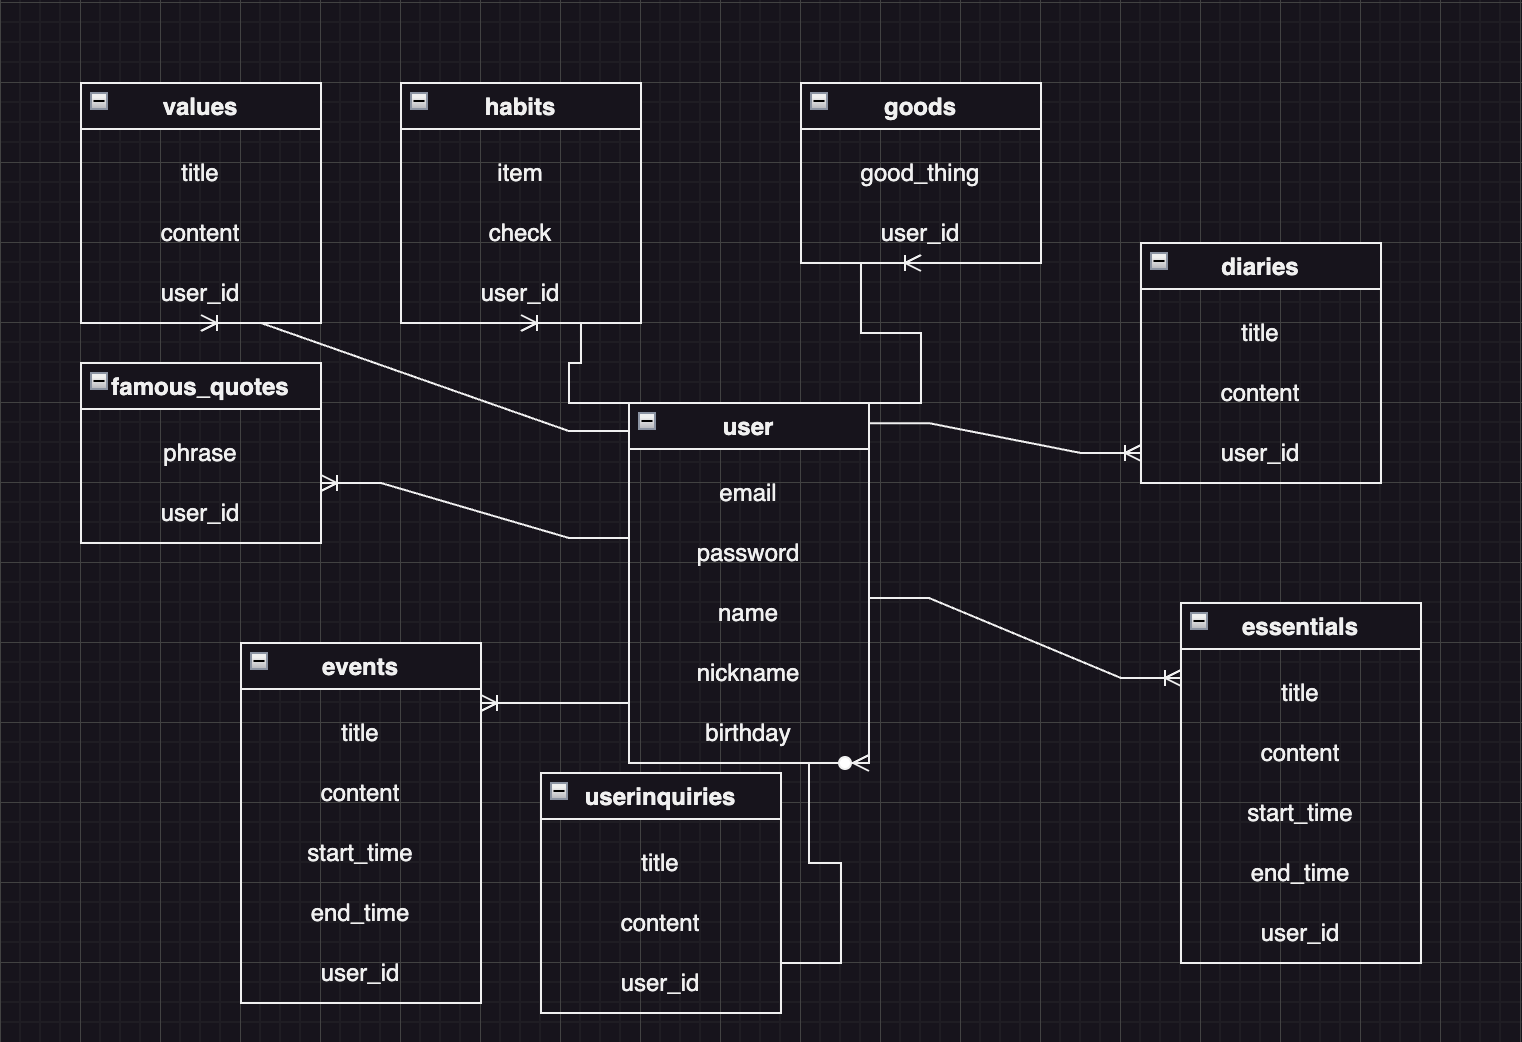 values
title
content
user_id
habits
item
check
user_id
goods
good_thing
user_id
diaries
title
content
user_id
famous_quotes
phrase
user_id
user
email
password
name
nickname
birthday
essentials
title
content
start_time
end_time
user_id
events
title
content
start_time
end_time
user_id
userinquiries
title
content
user_id